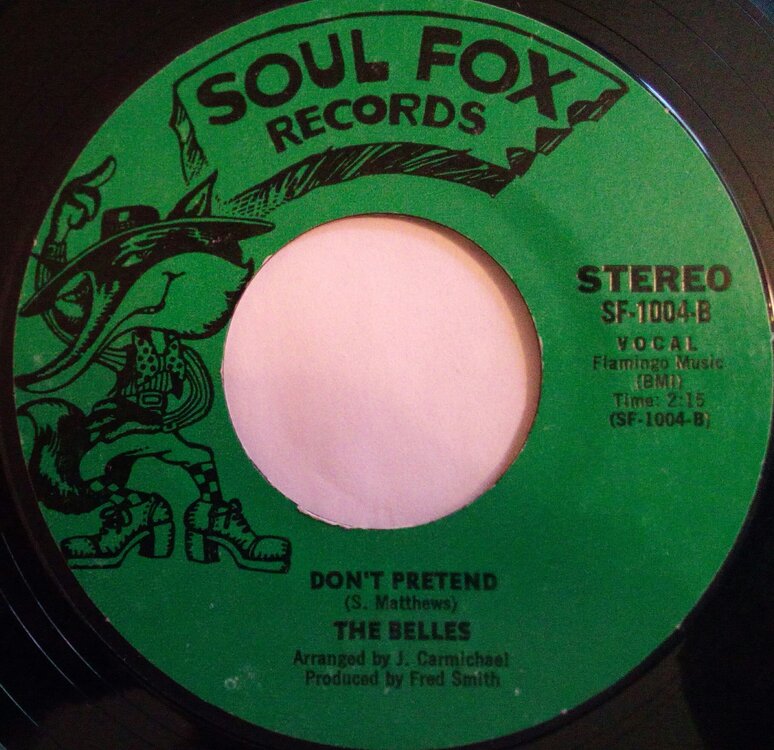 SOUL FOX
RECORDS
STEREO
SF-1004-B
VOCAL
Flamingo Music
(BMI)
Time: 2:15
(SF-1004-B)
DON'T PRETEND
(S. Matthews)
THE BELLES
Arranged by J. Carmichael
Produced by Fred Smith